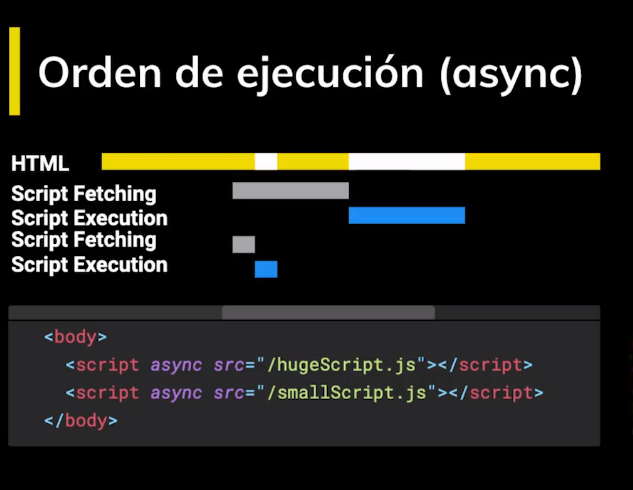 Orden de ejecución (async)
HTML
Script Fetching
Script Execution
Script Fetching
Script Execution
<body>
<script async src="/hugeScript.js"></script>
<script async src="/smallScript.js"></script>
</body>